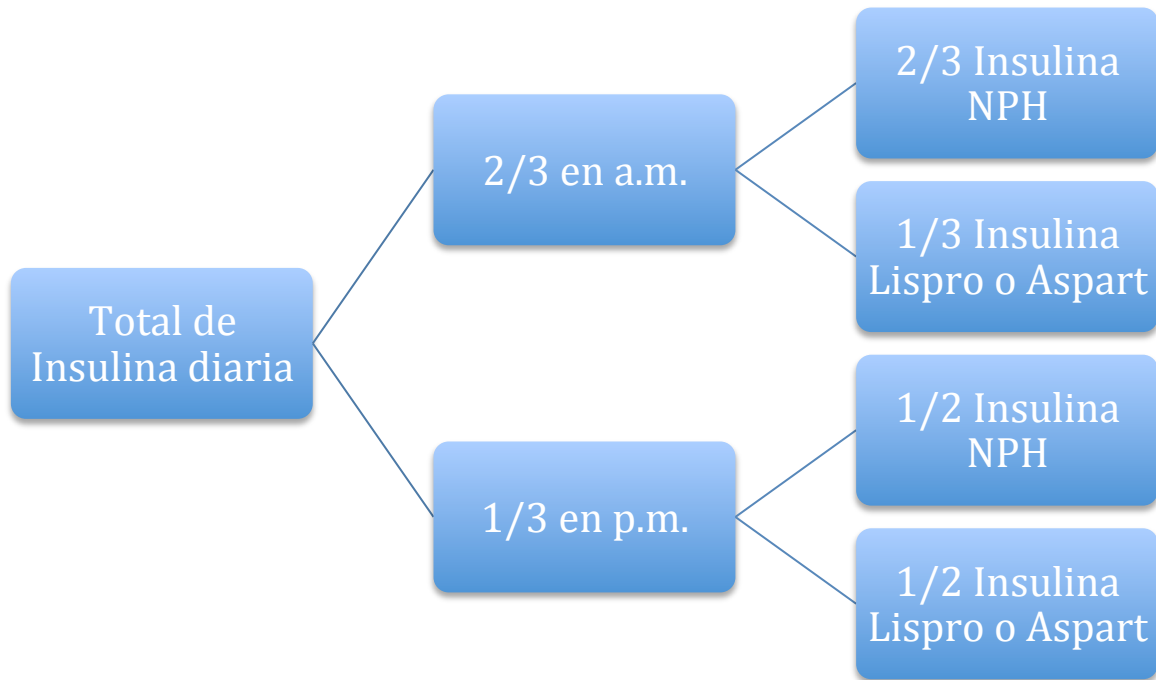 Total de
Insulina diaria
2/3 en a.m.
2/3 Insulina
NPH
1/3 Insulina
Lispro o Aspart
1/3 en p.m.
1/2 Insulina
NPH
1/2 Insulina
Lispro o Aspart